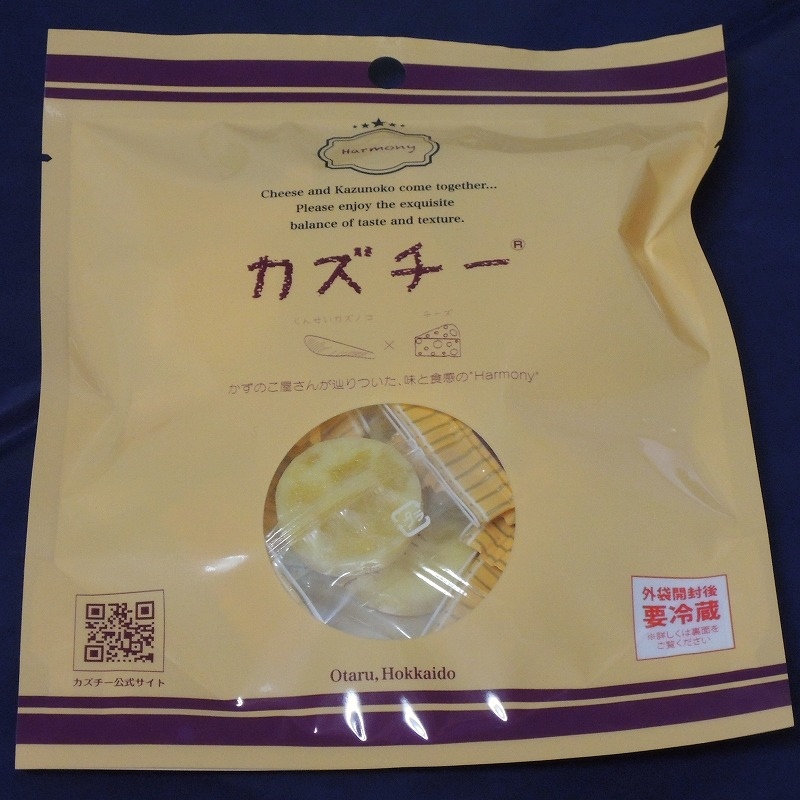 Harmony
Cheese and Kazunoko come together...
Please enjoy the exquisite
balance of taste and texture.
カズチー®
くんせいカズノコ
チーズ
×
かずのこ屋さんが辿りついた、味と食感の"Harmony"
プラ
外袋開封後
要冷蔵
※詳しくは裏面を
ご覧ください
カズチー公式サイト
Otaru, Hokkaido